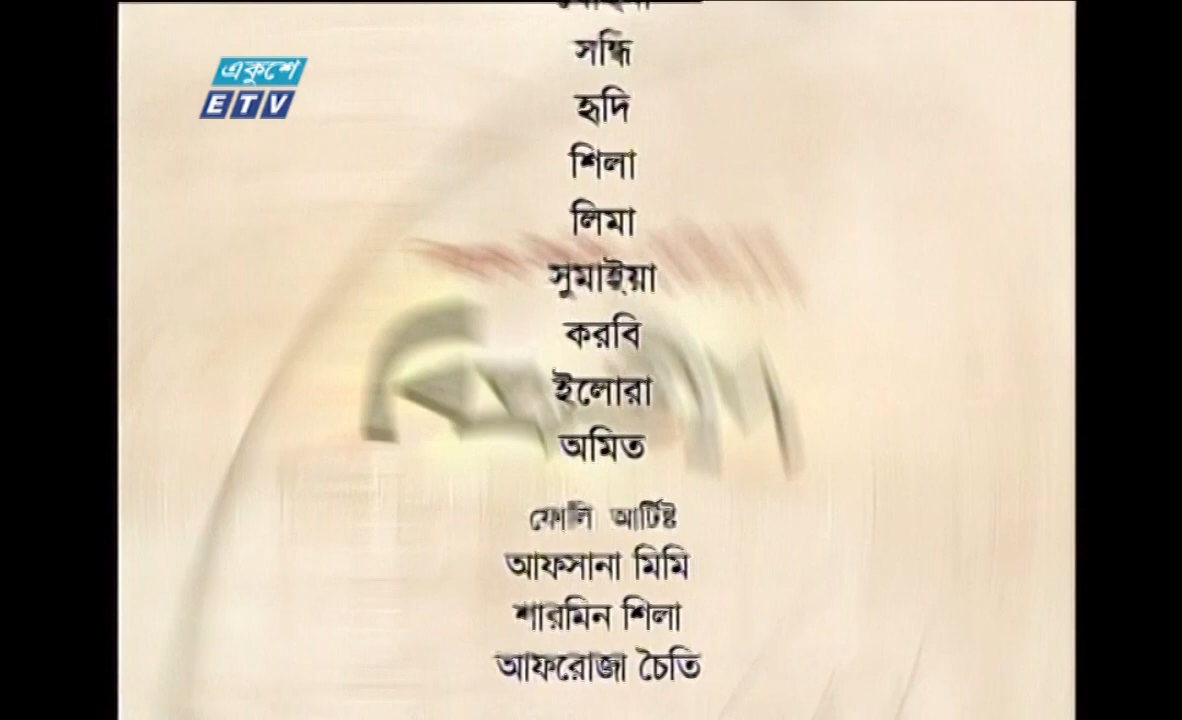 একুশে
ETV
সন্ধি
হৃদি
শিলা
লিমা
সুমাইয়া
করবি
ইলোরা
অমিত
ফোলি আর্টিষ্ট
আফসানা মিমি
শারমিন শিলা
আফরোজা চৈতি